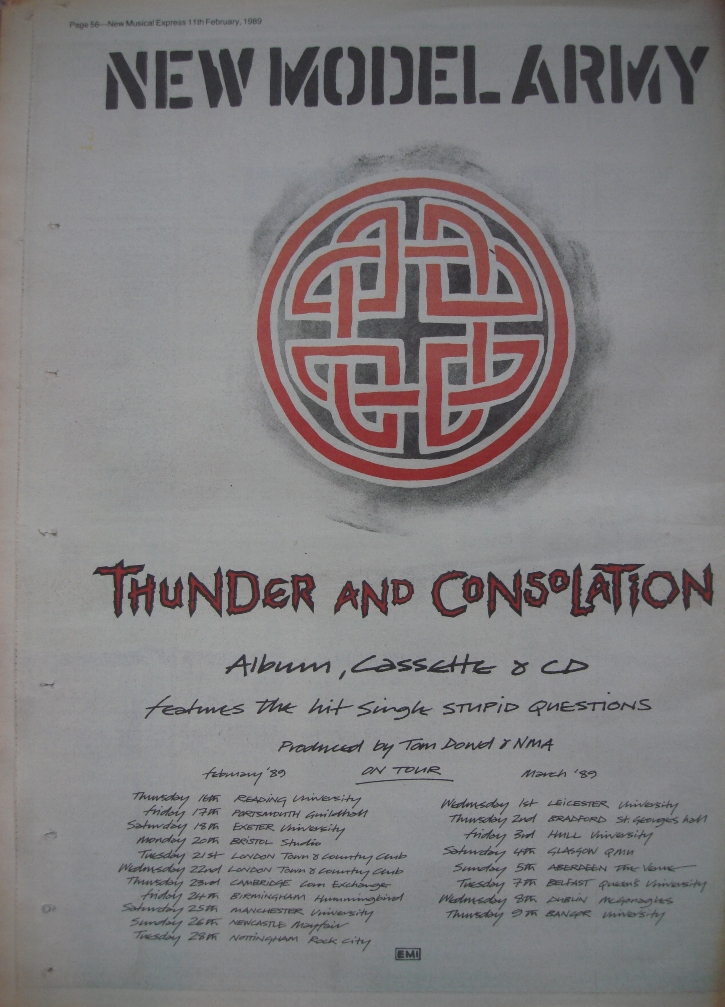 Page 56—New Musical Express 11th February, 1989
NEW MODEL ARMY
THUNDER AND CONSOLATION
Album, Cassette & CD
features the hit single STUPID QUESTIONS
Produced by Tom Dowd & NMA
february '89
ON TOUR
March '89
Thursday 16th READING University
friday 17th PORTSMOUTH Guildhall
Saturday 18th EXETER University
Monday 20th BRISTOL Studio
Tuesday 21st LONDON Town & Country Club
Wednesday 22nd LONDON Town & Country Club
Thursday 23rd CAMBRIDGE Corn Exchange
friday 24th BIRMINGHAM Hummingbird
Saturday 25th MANCHESTER University
Sunday 26th NEWCASTLE Mayfair
Tuesday 28th NOTTINGHAM Rock City
Wednesday 1st LEICESTER University
Thursday 2nd BRADFORD St. Georges hall
friday 3rd HULL University
Saturday 4th GLASGOW QMU
Sunday 5th ABERDEEN The Venue
Tuesday 7th BELFAST Queens University
Wednesday 8th DUBLIN McGonagles
Thursday 9th BANGOR University
EMI